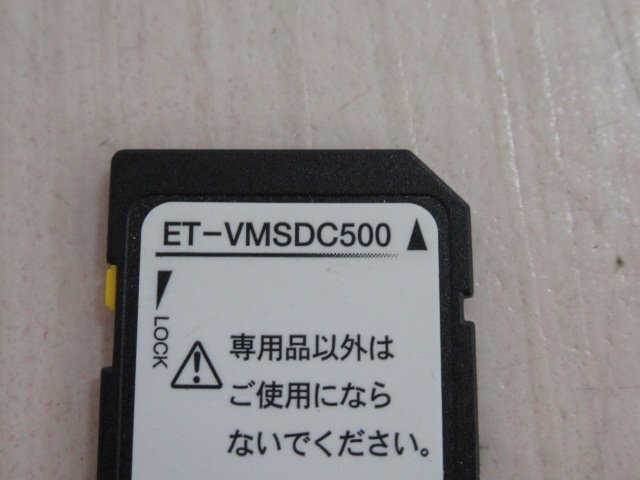 ET-VMSDC500
LOCK
専用品以外は
ご使用になら
ないでください。